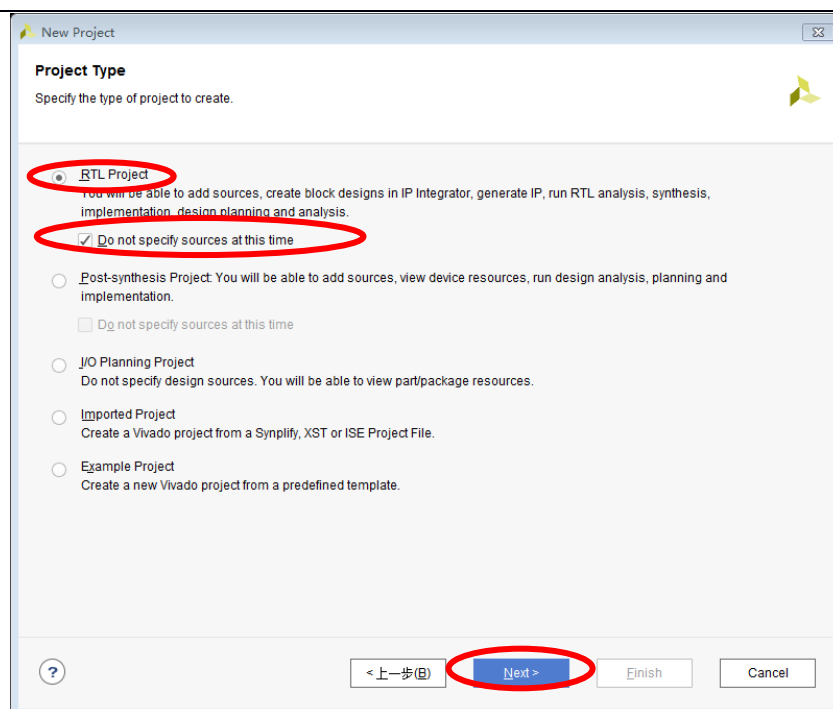 New Project
Project Type
Specify the type of project to create.
RTL Project
You will be able to add sources, create block designs in IP Integrator, generate IP, run RTL analysis, synthesis,
implementation, design planning and analysis.
Do not specify sources at this time
Post-synthesis Project: You will be able to add sources, view device resources, run design analysis, planning and
implementation.
Do not specify sources at this time
I/O Planning Project
Do not specify design sources. You will be able to view part/package resources.
Imported Project
Create a Vivado project from a Synplify, XST or ISE Project File.
Example Project
Create a new Vivado project from a predefined template.
? <上一步(B) Next > Finish Cancel